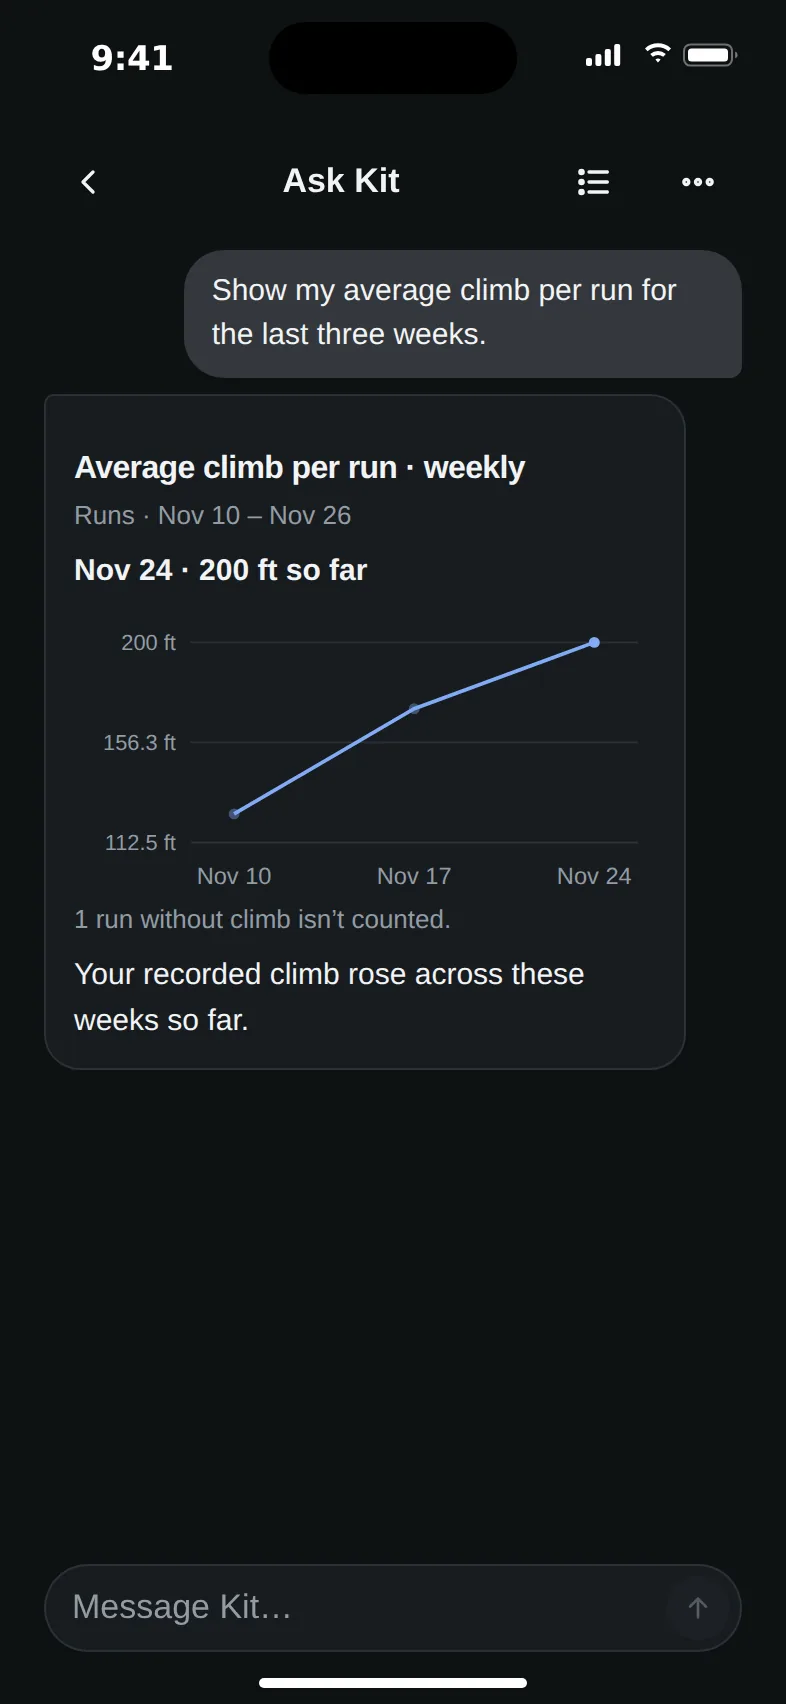 9:41
Ask Kit
Show my average climb per run for
the last three weeks.
Average climb per run · weekly
Runs · Nov 10 – Nov 26
Nov 24 · 200 ft so far
200 ft
156.3 ft
112.5 ft
Nov 10 Nov 17 Nov 24
1 run without climb isn’t counted.
Your recorded climb rose across these
weeks so far.
Message Kit…